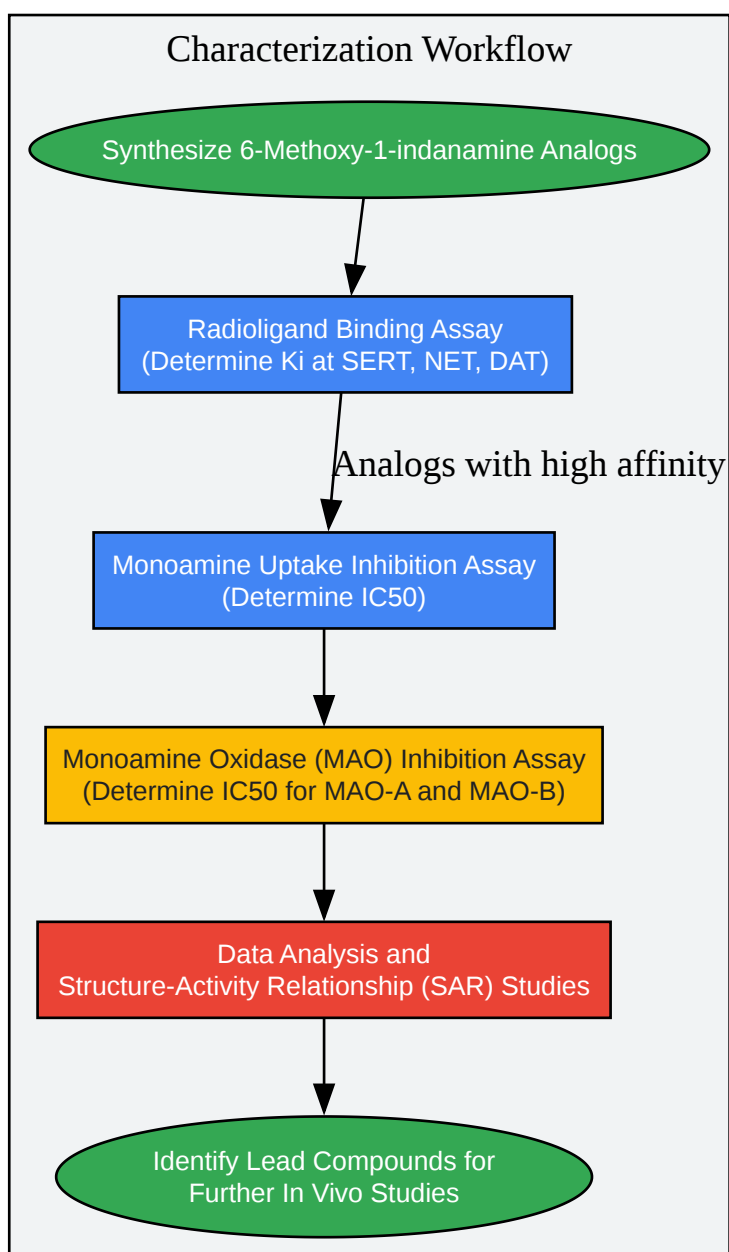 Characterization Workflow
Synthesize 6-Methoxy-1-indanamine Analogs
Radioligand Binding Assay
(Determine Ki at SERT, NET, DAT)
Analogs with high affinity
Monoamine Uptake Inhibition Assay
(Determine IC50)
Monoamine Oxidase (MAO) Inhibition Assay
(Determine IC50 for MAO-A and MAO-B)
Data Analysis and
Structure-Activity Relationship (SAR) Studies
Identify Lead Compounds for
Further In Vivo Studies